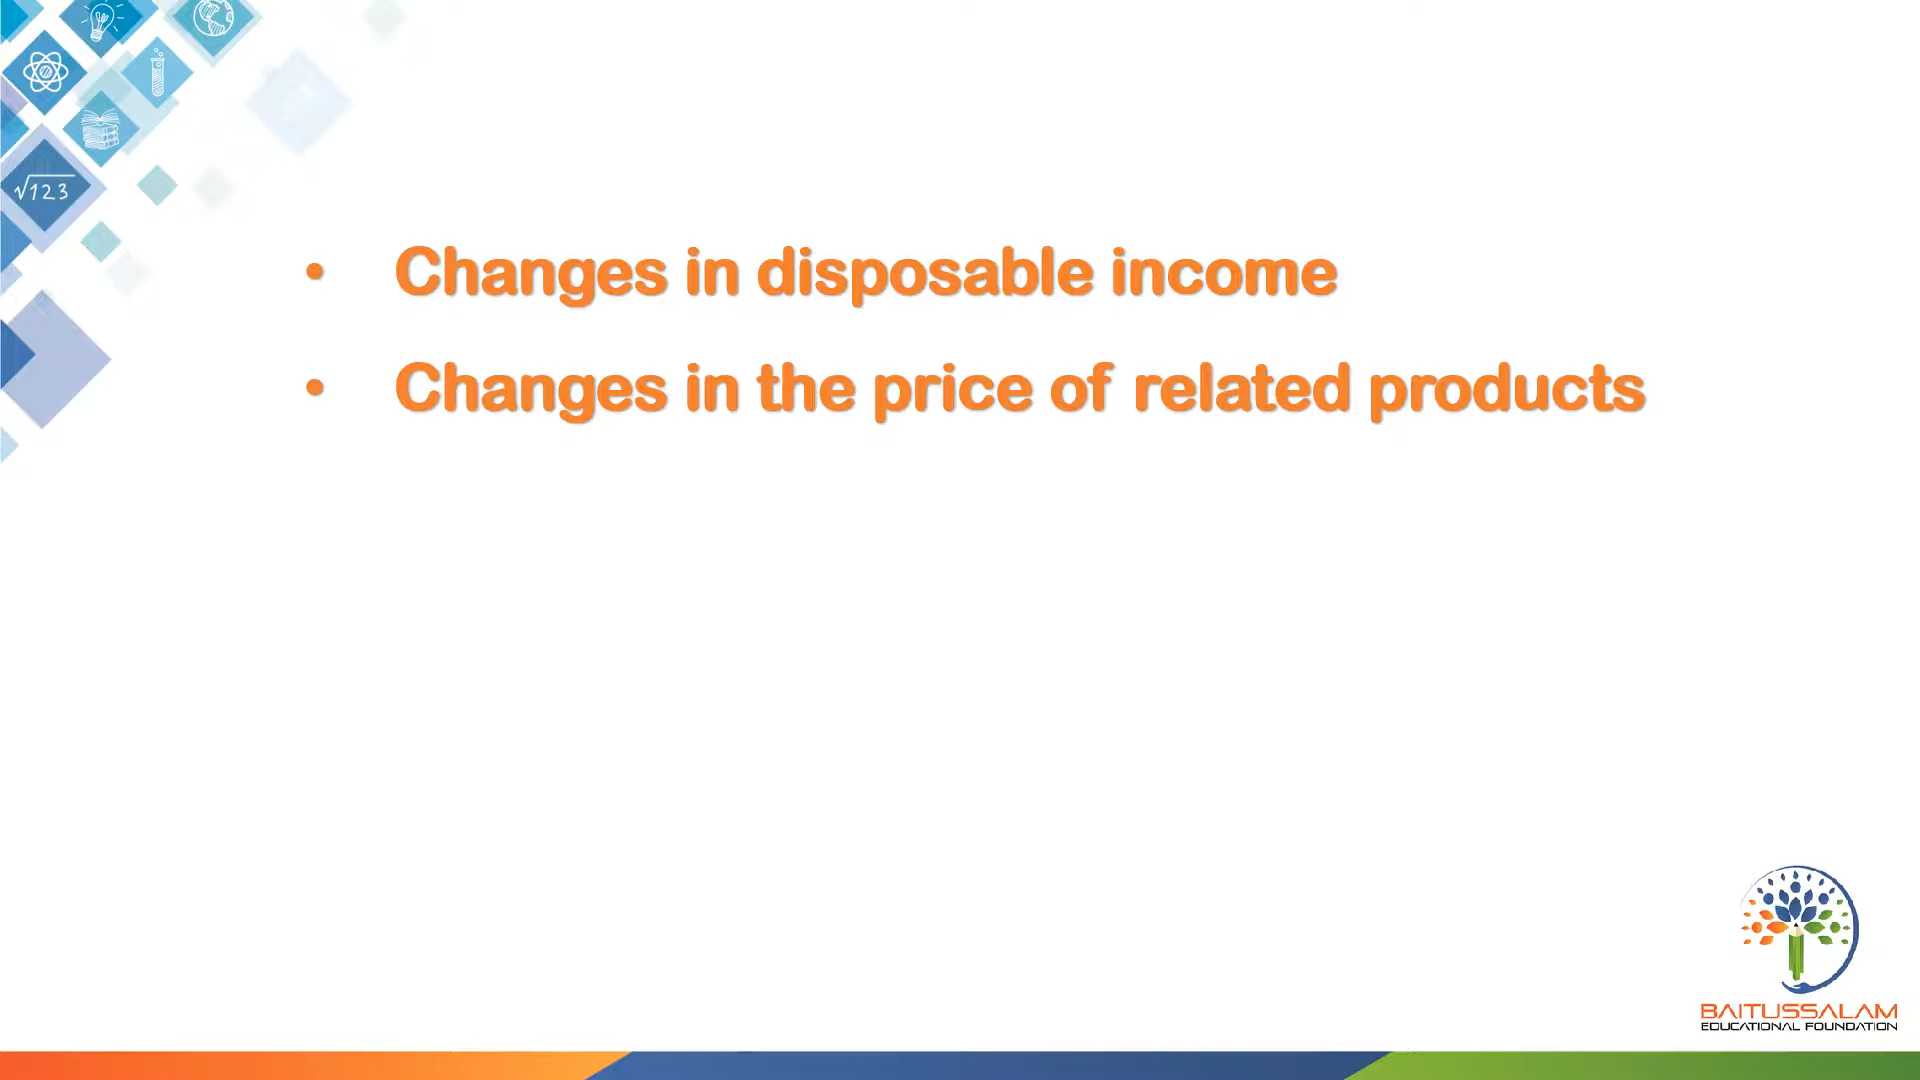 √123
• Changes in disposable income
• Changes in the price of related products
BAITUSSALAM
EDUCATIONAL FOUNDATION